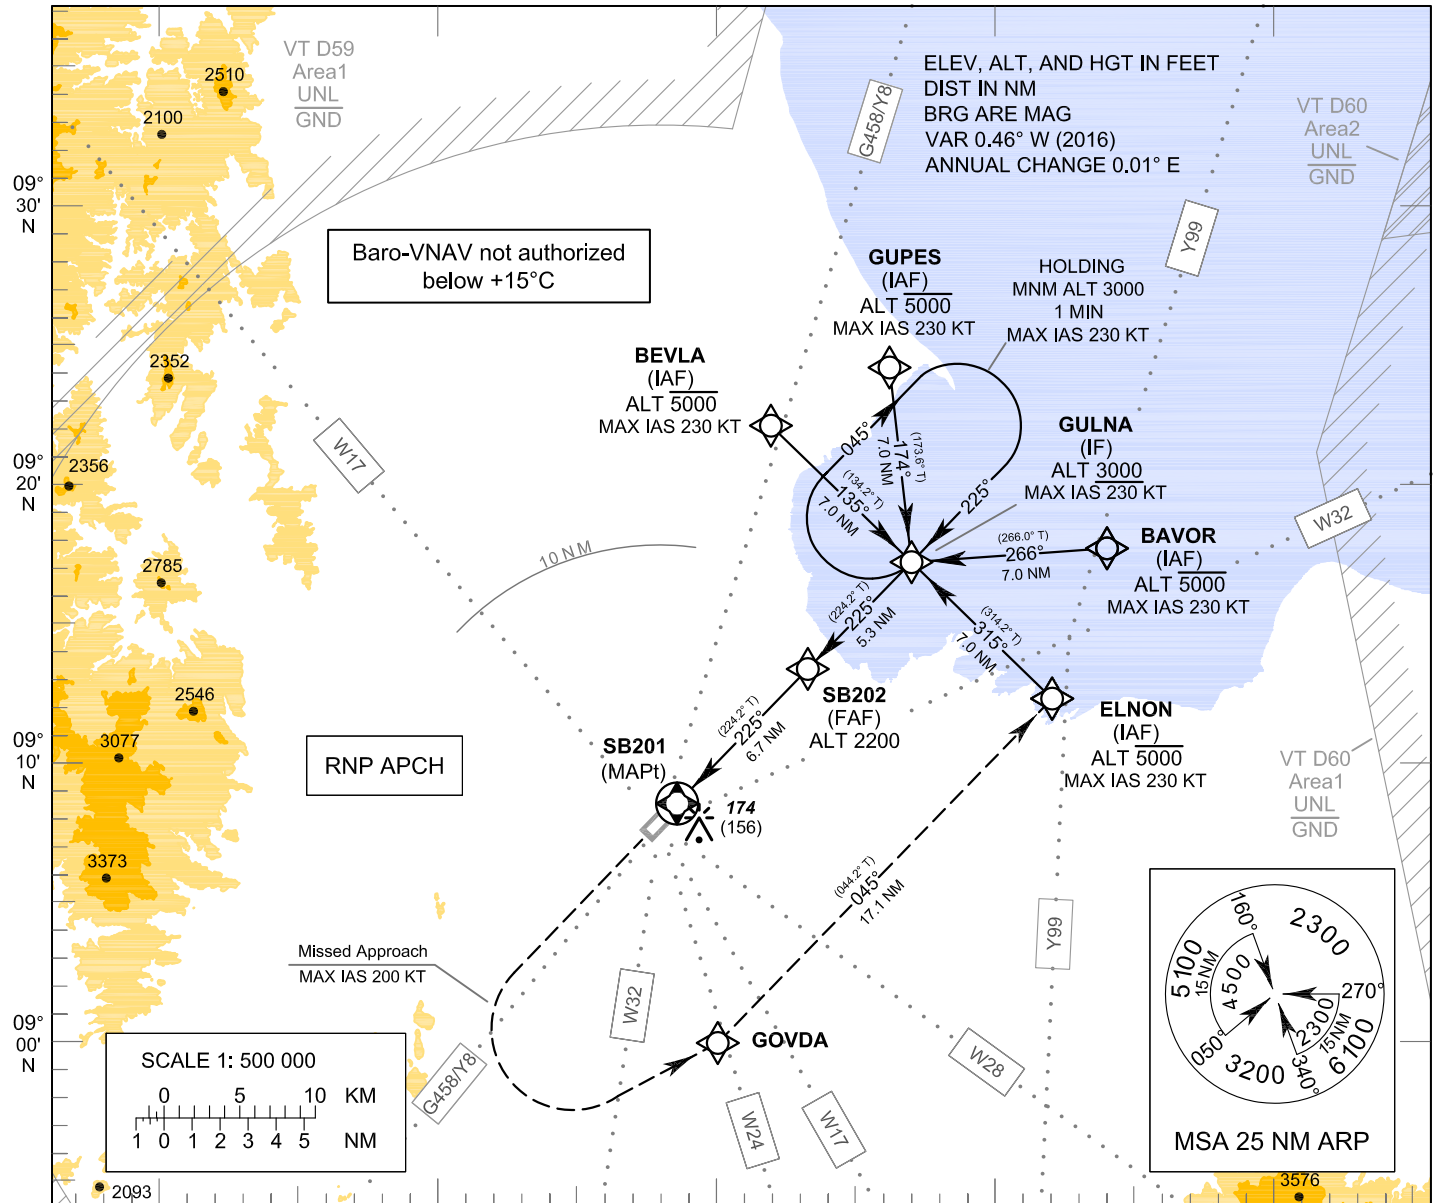 VT D59
Area1
UNL
GND
2510
2100
ELEV, ALT, AND HGT IN FEET
DIST IN NM
BRG ARE MAG
VAR 0.46° W (2016)
ANNUAL CHANGE 0.01° E
G458/Y8
VT D60
Area2
UNL
GND
09°
30'
N
Y99
Baro-VNAV not authorized
below +15°C
GUPES
(IAF)
ALT 5000
MAX IAS 230 KT
HOLDING
MNM ALT 3000
1 MIN
MAX IAS 230 KT
BEVLA
(IAF)
ALT 5000
MAX IAS 230 KT
2352
GULNA
(IF)
ALT 3000
MAX IAS 230 KT
W17
045°
(173.6° T)
174°
7.0 NM
09°
20'
N
2356
(134.2° T)
135°
7.0 NM
225°
W32
10 NM
2785
(266.0° T)
266°
7.0 NM
BAVOR
(IAF)
ALT 5000
MAX IAS 230 KT
(224.2° T)
225°
5.3 NM
(314.2° T)
315°
7.0 NM
2546
SB202
(FAF)
ALT 2200
ELNON
(IAF)
ALT 5000
MAX IAS 230 KT
09°
10'
N
3077
RNP APCH
SB201
(MAPt)
(224.2° T)
225°
6.7 NM
VT D60
Area1
UNL
GND
174
(156)
3373
(044.2° T)
045°
17.1 NM
Missed Approach
MAX IAS 200 KT
W32
Y99
160°
2300
5100
15 NM
4500
270°
2300
15 NM
6100
050°
3200
340°
MSA 25 NM ARP
09°
00'
N
GOVDA
SCALE 1: 500 000
0 5 10 KM
1 0 1 2 3 4 5 NM
G458/Y8
W28
W24
W17
2093
3576